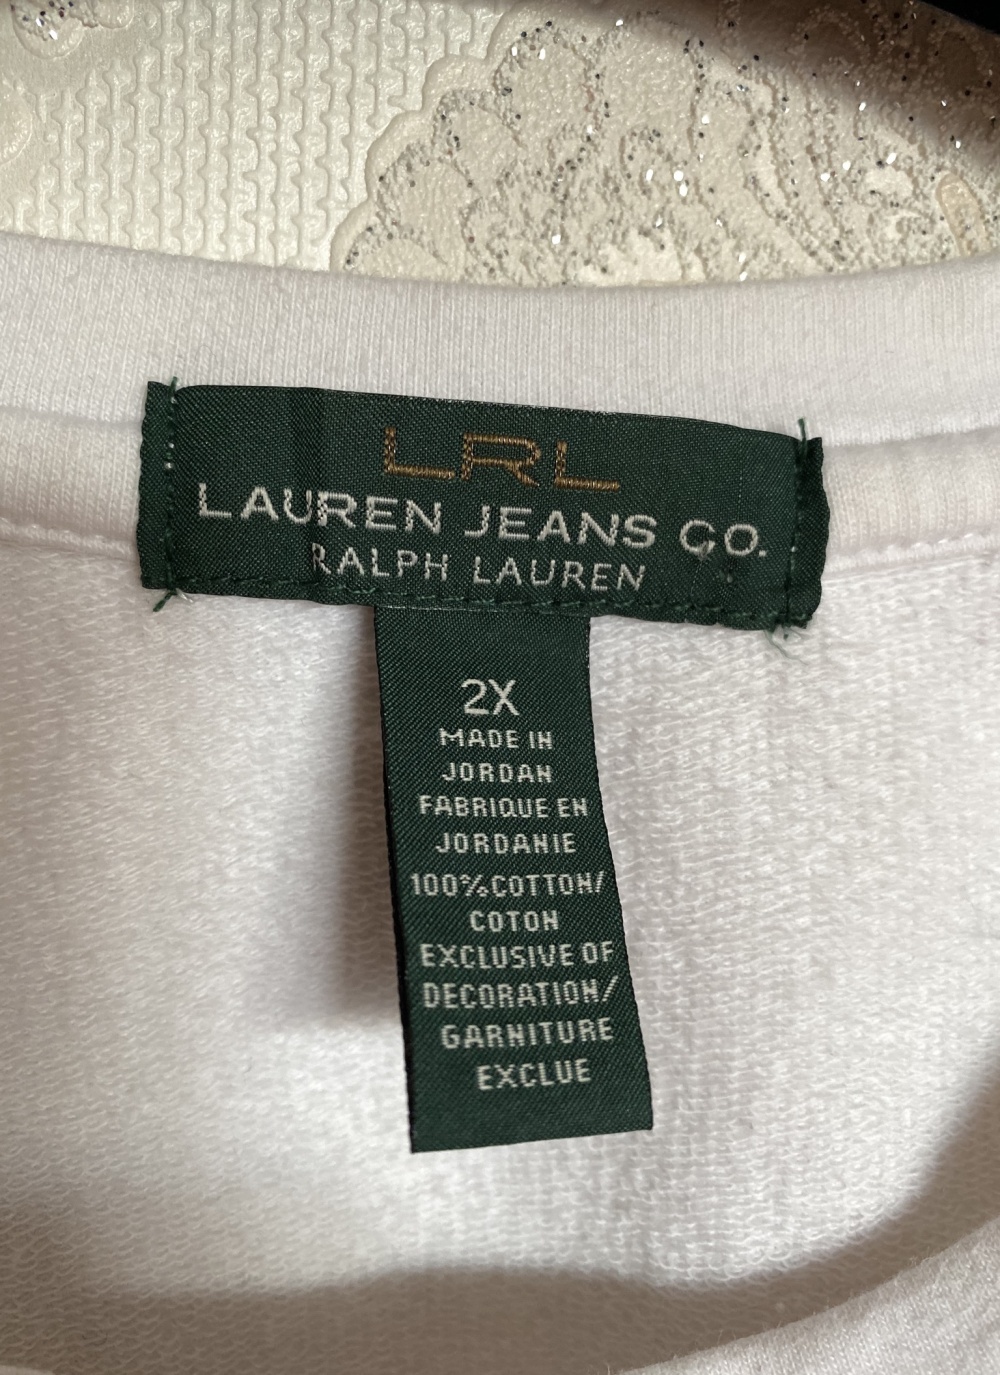 LRL
LAUREN JEANS CO.
RALPH LAUREN
2X
MADE IN
JORDAN
FABRIQUE EN
JORDANIE
100%COTTON/
COTON
EXCLUSIVE OF
DECORATION/
GARNITURE
EXCLUE